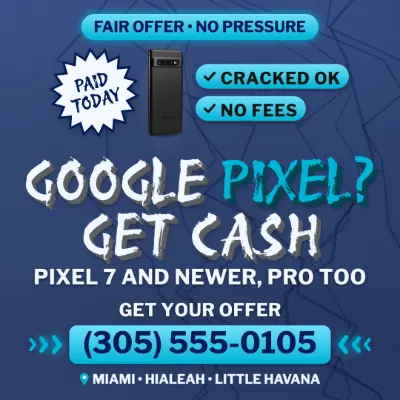 FAIR OFFER • NO PRESSURE
PAID
TODAY
✓ CRACKED OK
✓ NO FEES
GOOGLE PIXEL?
GET CASH
PIXEL 7 AND NEWER, PRO TOO
GET YOUR OFFER
(305) 555-0105
MIAMI • HIALEAH • LITTLE HAVANA